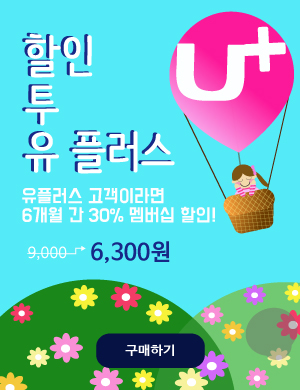 U+
할인
투
유 플러스
유플러스 고객이라면
6개월 간 30% 멤버십 할인!
9,000 → 6,300원
구매하기